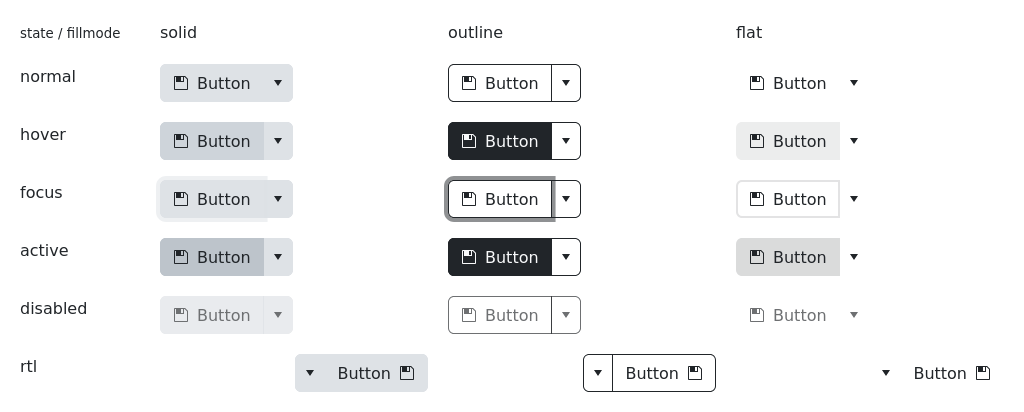 state / fillmode solid outline flat
normal Button Button Button
hover Button Button Button
focus Button Button Button
active Button Button Button
disabled Button Button Button
rtl Button Button Button